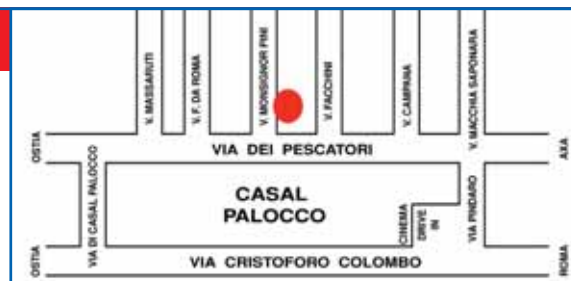 V. MASSARUTI
V. F. DA ROMA
V. MONSIGNOR PINI
V. FACCHINI
V. CAMPANA
V. MACCHIA SAPONARA
OSTIA
VIA DEI PESCATORI
AXA
VIA DI CASAL PALOCCO
CASAL
PALOCCO
CINEMA
DRIVE
IN
VIA PINDARO
OSTIA
VIA CRISTOFORO COLOMBO
ROMA